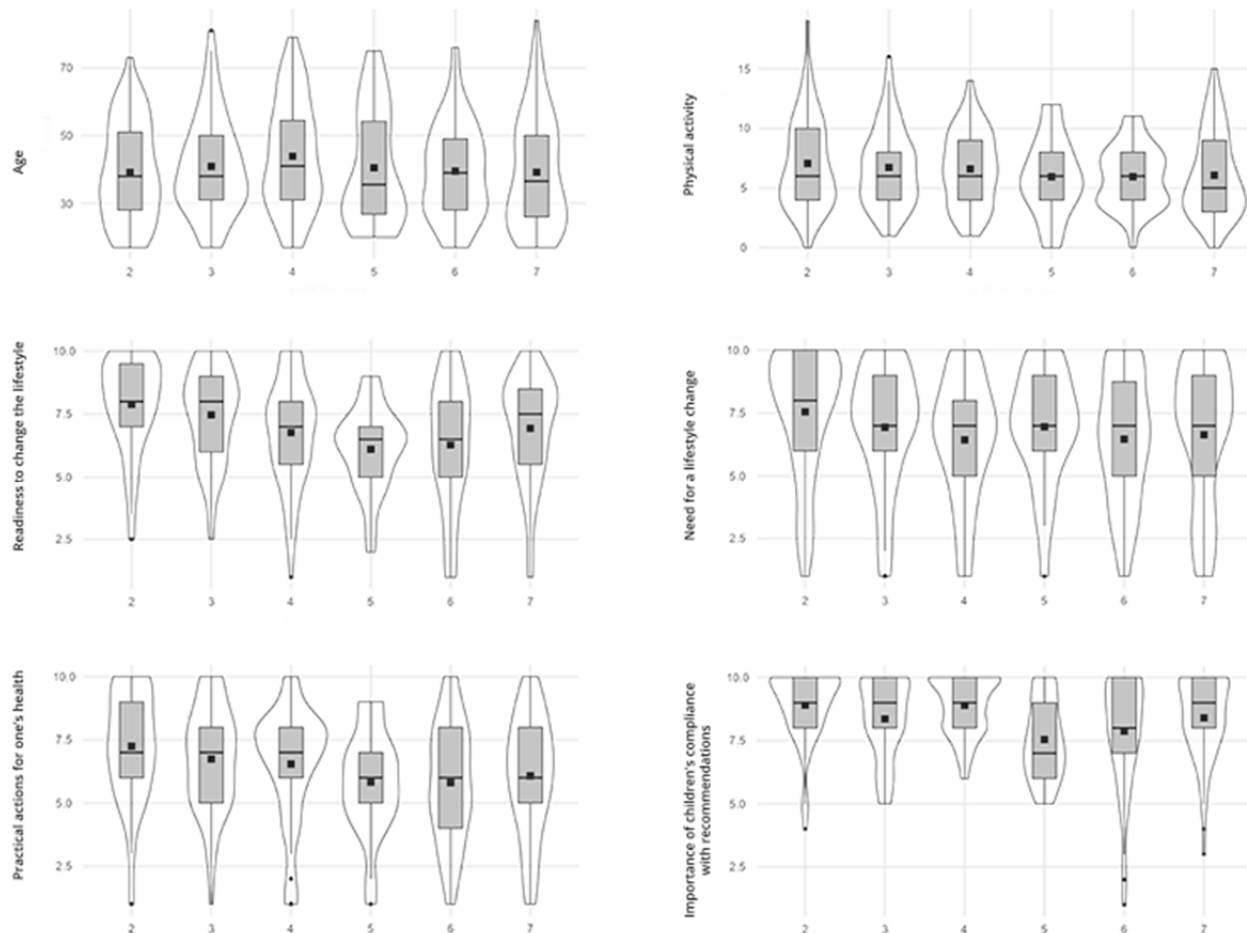 Age
70
50
30
2 3 4 5 6 7
Physical activity
15
10
5
0
2 3 4 5 6 7
Readiness to change the lifestyle
10.0
7.5
5.0
2.5
2 3 4 5 6 7
Need for a lifestyle change
10.0
7.5
5.0
2.5
2 3 4 5 6 7
Practical actions for one's health
10.0
7.5
5.0
2.5
2 3 4 5 6 7
Importance of children's compliance
with recommendations
10.0
7.5
5.0
2.5
2 3 4 5 6 7